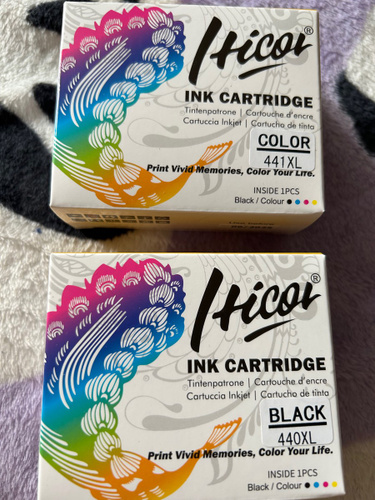 Hicor®
INK CARTRIDGE
Tintenpatrone | Cartouche d'encre
Cartuccia Inkjet | Cartucho de tinta
COLOR
441XL
Print Vivid Memories, Color Your Life.
INSIDE 1PCS
Black / Colour
Hicor®
INK CARTRIDGE
Tintenpatrone | Cartouche d'encre
Cartuccia Inkjet | Cartucho de tinta
BLACK
440XL
Print Vivid Memories, Color Your Life.
INSIDE 1PCS
Black / Colour